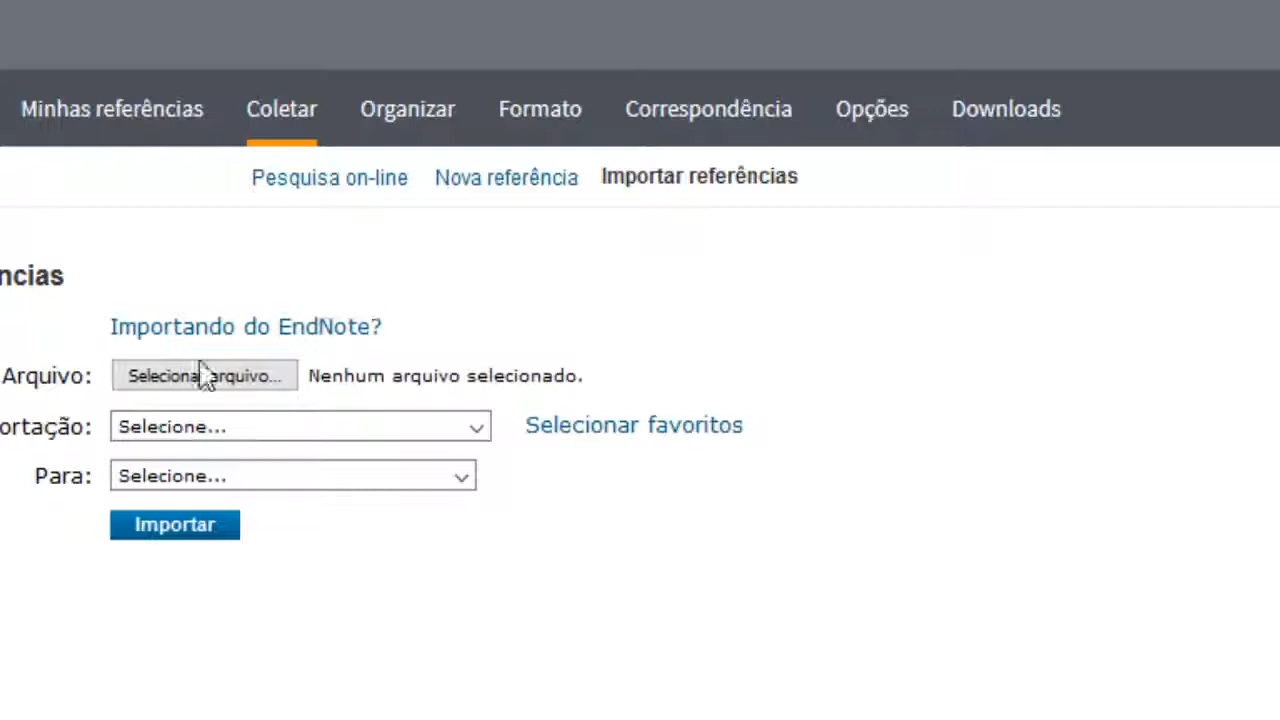 Minhas referências Coletar Organizar Formato Correspondência Opções Downloads
Pesquisa on-line Nova referência Importar referências
ncias
Importando do EndNote?
Arquivo: Selecionar arquivo... Nenhum arquivo selecionado.
ortação: Selecione... Selecionar favoritos
Para: Selecione...
Importar